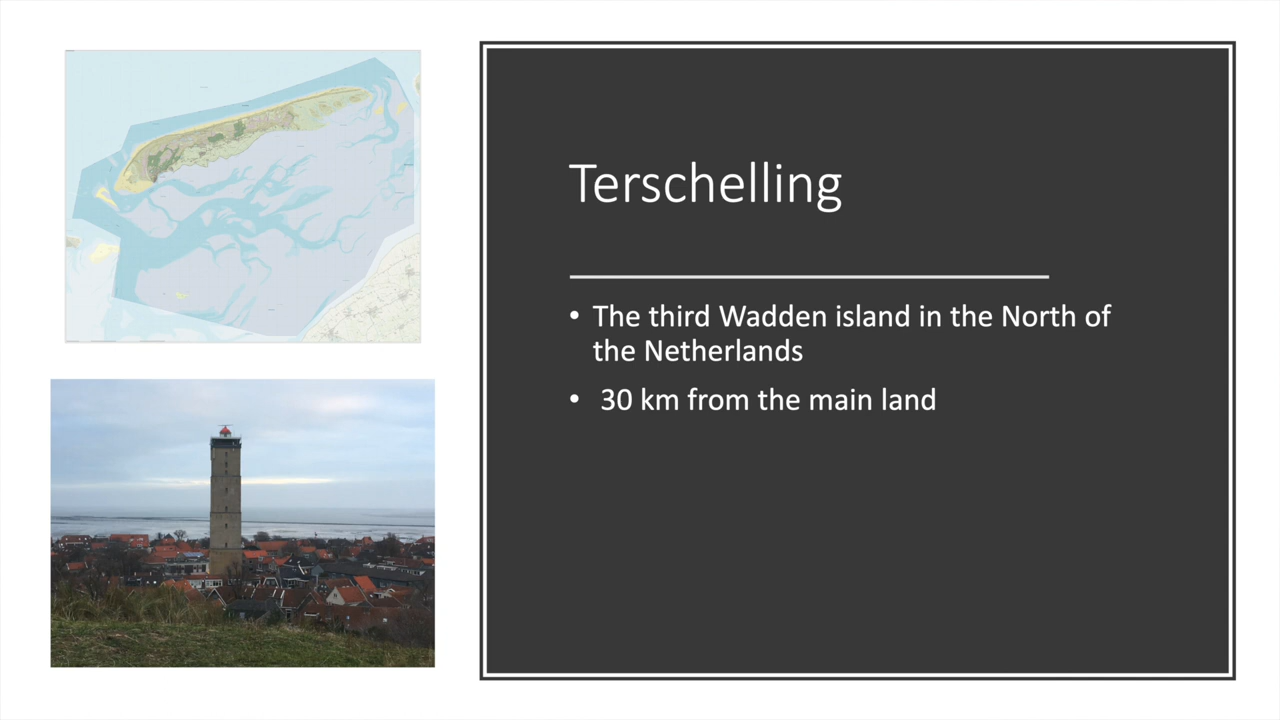 Terschelling
• The third Wadden island in the North of
the Netherlands
• 30 km from the main land